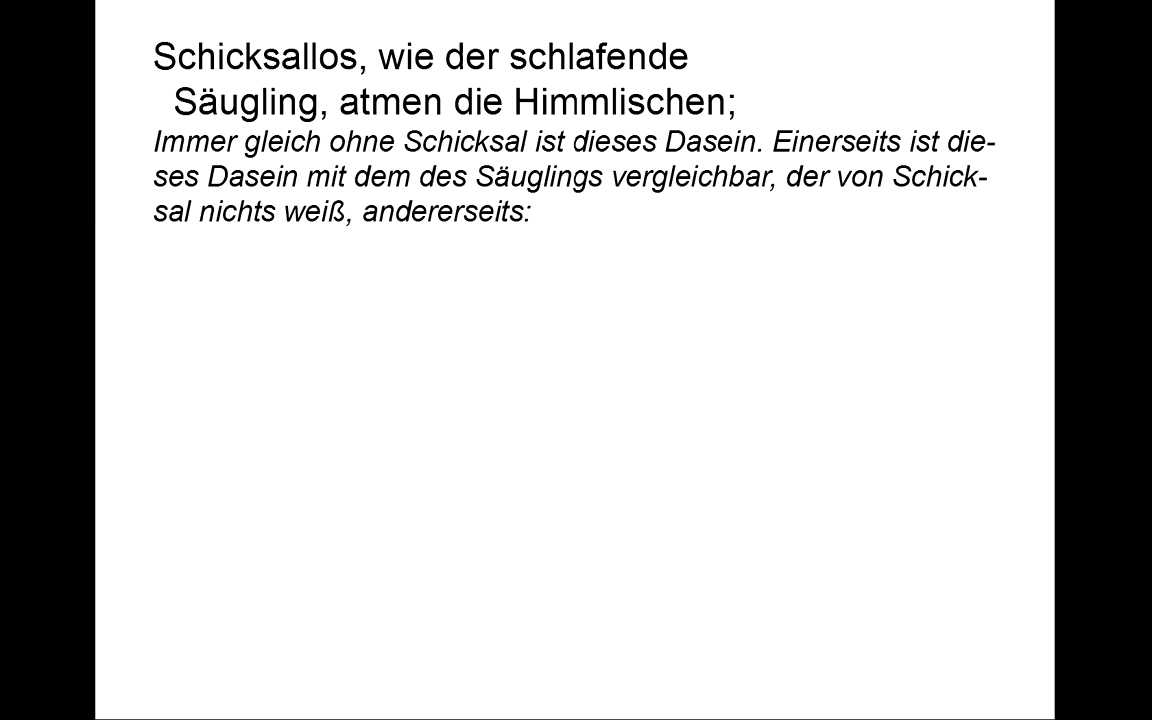 Schicksallos, wie der schlafende
Säugling, atmen die Himmlischen;
Immer gleich ohne Schicksal ist dieses Dasein. Einerseits ist die-
ses Dasein mit dem des Säuglings vergleichbar, der von Schick-
sal nichts weiß, andererseits: